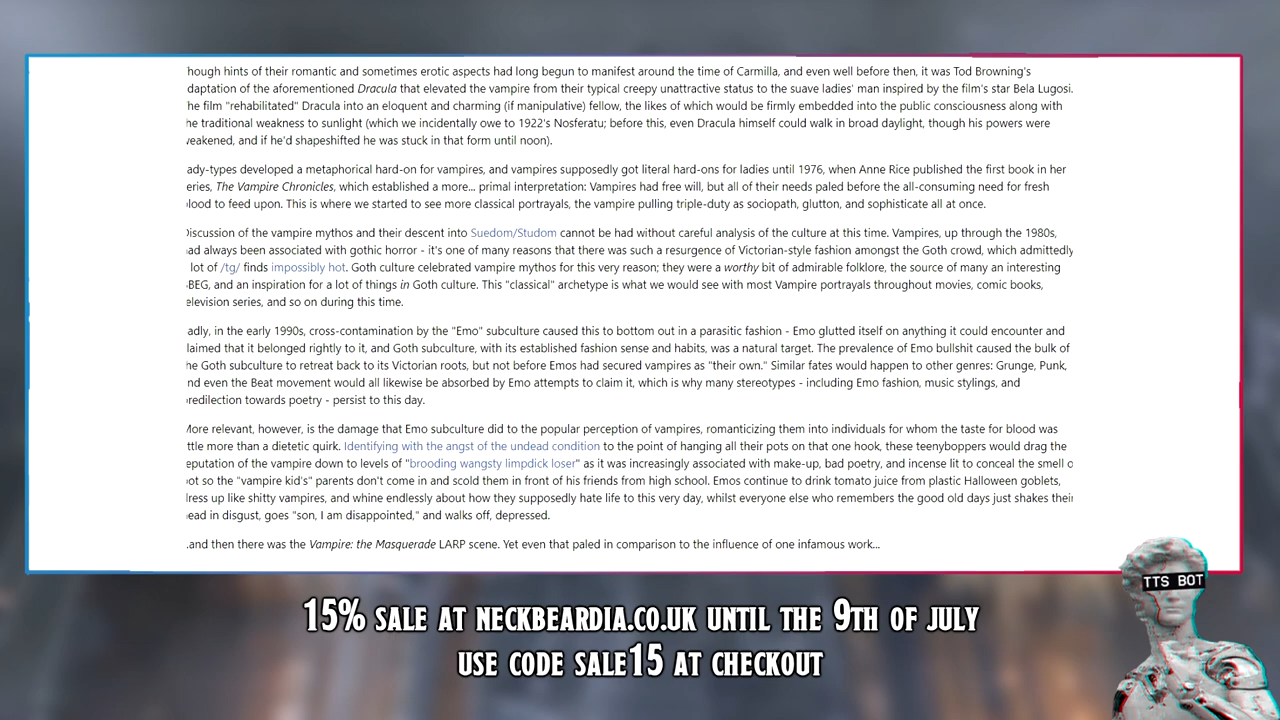 hough hints of their romantic and sometimes erotic aspects had long begun to manifest around the time of Carmilla, and even well before then, it was Tod Browning's
daptation of the aforementioned Dracula that elevated the vampire from their typical creepy unattractive status to the suave ladies' man inspired by the film's star Bela Lugosi.
he film "rehabilitated" Dracula into an eloquent and charming (if manipulative) fellow, the likes of which would be firmly embedded into the public consciousness along with
he traditional weakness to sunlight (which we incidentally owe to 1922's Nosferatu; before this, even Dracula himself could walk in broad daylight, though his powers were
weakened, and if he'd shapeshifted he was stuck in that form until noon).
ady-types developed a metaphorical hard-on for vampires, and vampires supposedly got literal hard-ons for ladies until 1976, when Anne Rice published the first book in her
eries, The Vampire Chronicles, which established a more... primal interpretation: Vampires had free will, but all of their needs paled before the all-consuming need for fresh
blood to feed upon. This is where we started to see more classical portrayals, the vampire pulling triple-duty as sociopath, glutton, and sophisticate all at once.
Discussion of the vampire mythos and their descent into Suedom/Studom cannot be had without careful analysis of the culture at this time. Vampires, up through the 1980s,
had always been associated with gothic horror - it's one of many reasons that there was such a resurgence of Victorian-style fashion amongst the Goth crowd, which admittedly
lot of /tg/ finds impossibly hot. Goth culture celebrated vampire mythos for this very reason; they were a worthy bit of admirable folklore, the source of many an interesting
BBEG, and an inspiration for a lot of things in Goth culture. This "classical" archetype is what we would see with most Vampire portrayals throughout movies, comic books,
elevision series, and so on during this time.
adly, in the early 1990s, cross-contamination by the "Emo" subculture caused this to bottom out in a parasitic fashion - Emo glutted itself on anything it could encounter and
laimed that it belonged rightly to it, and Goth subculture, with its established fashion sense and habits, was a natural target. The prevalence of Emo bullshit caused the bulk of
he Goth subculture to retreat back to its Victorian roots, but not before Emos had secured vampires as "their own." Similar fates would happen to other genres: Grunge, Punk,
nd even the Beat movement would all likewise be absorbed by Emo attempts to claim it, which is why many stereotypes - including Emo fashion, music stylings, and
predilection towards poetry - persist to this day.
More relevant, however, is the damage that Emo subculture did to the popular perception of vampires, romanticizing them into individuals for whom the taste for blood was
ittle more than a dietetic quirk. Identifying with the angst of the undead condition to the point of hanging all their pots on that one hook, these teenyboppers would drag the
eputation of the vampire down to levels of "brooding wangsty limpdick loser" as it was increasingly associated with make-up, bad poetry, and incense lit to conceal the smell o
pot so the "vampire kid's" parents don't come in and scold them in front of his friends from high school. Emos continue to drink tomato juice from plastic Halloween goblets,
dress up like shitty vampires, and whine endlessly about how they supposedly hate life to this very day, whilst everyone else who remembers the good old days just shakes their
ead in disgust, goes "son, I am disappointed," and walks off, depressed.
.and then there was the Vampire: the Masquerade LARP scene. Yet even that paled in comparison to the influence of one infamous work...
TTS BOT
15% SALE AT NECKBEARDIA.CO.UK UNTIL THE 9TH OF JULY
USE CODE SALE15 AT CHECKOUT